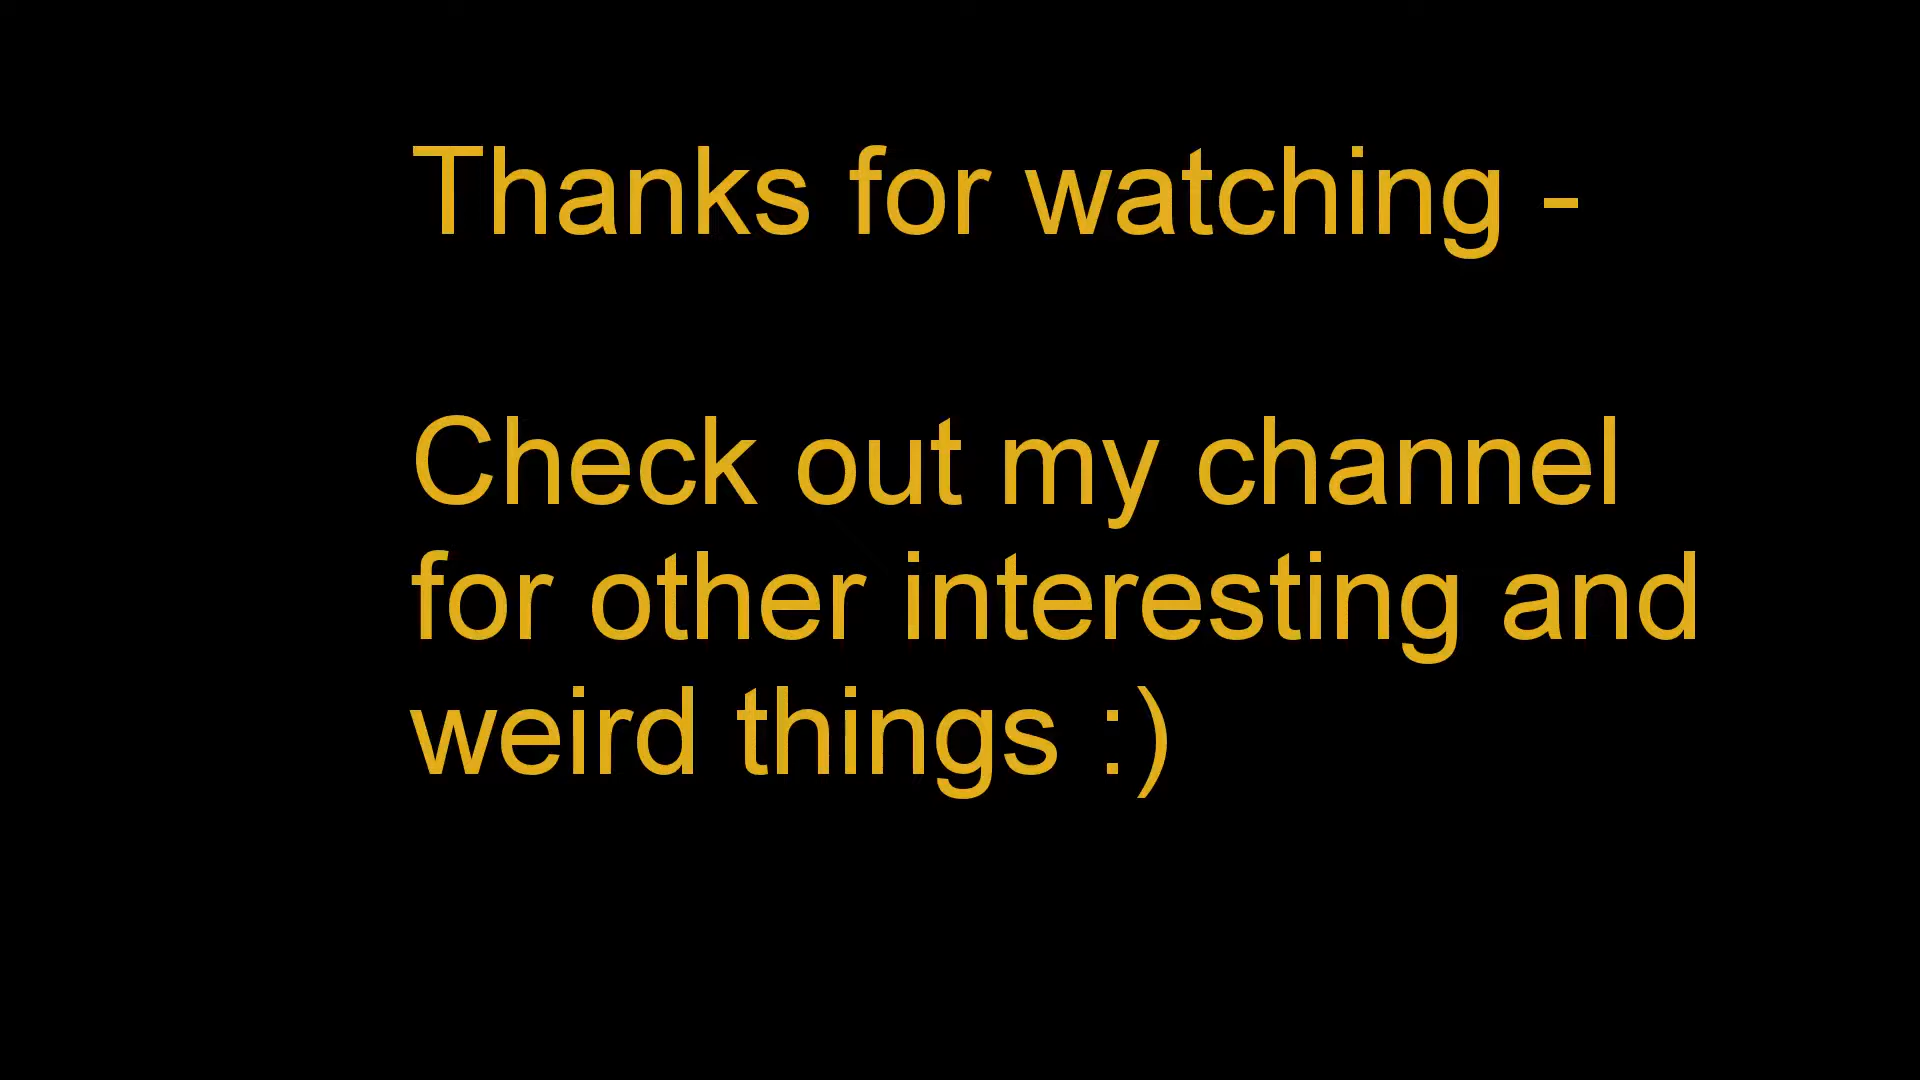 Thanks for watching -
Check out my channel
for other interesting and
weird things :)